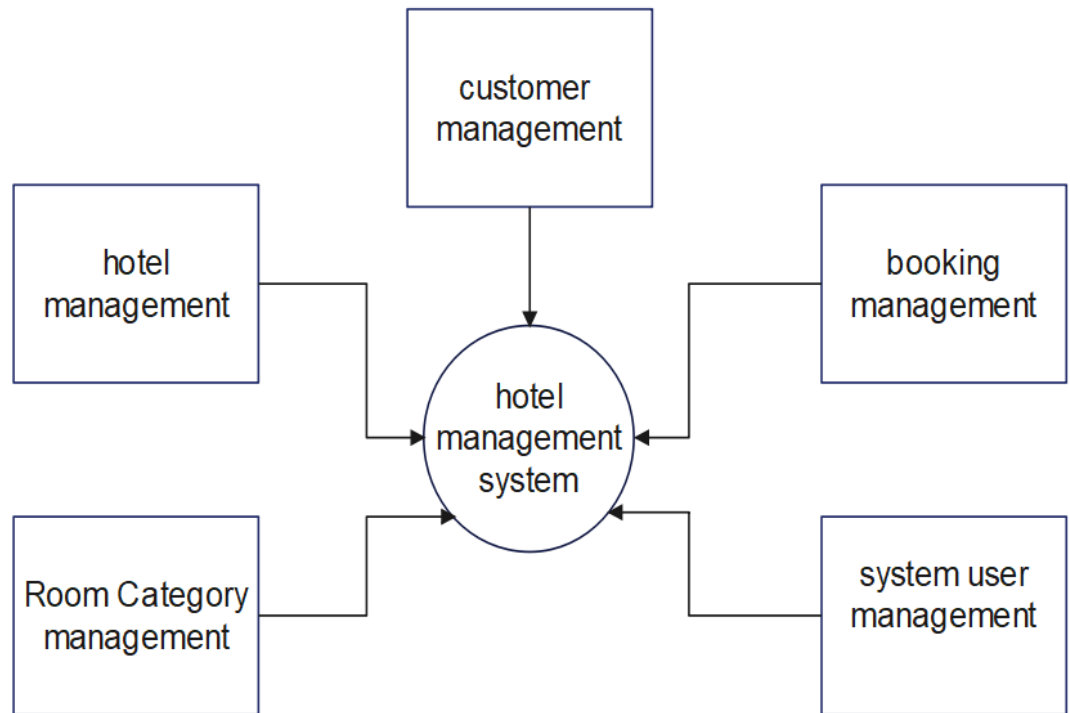 customer
management
hotel
management
booking
management
hotel
management
system
Room Category
management
system user
management